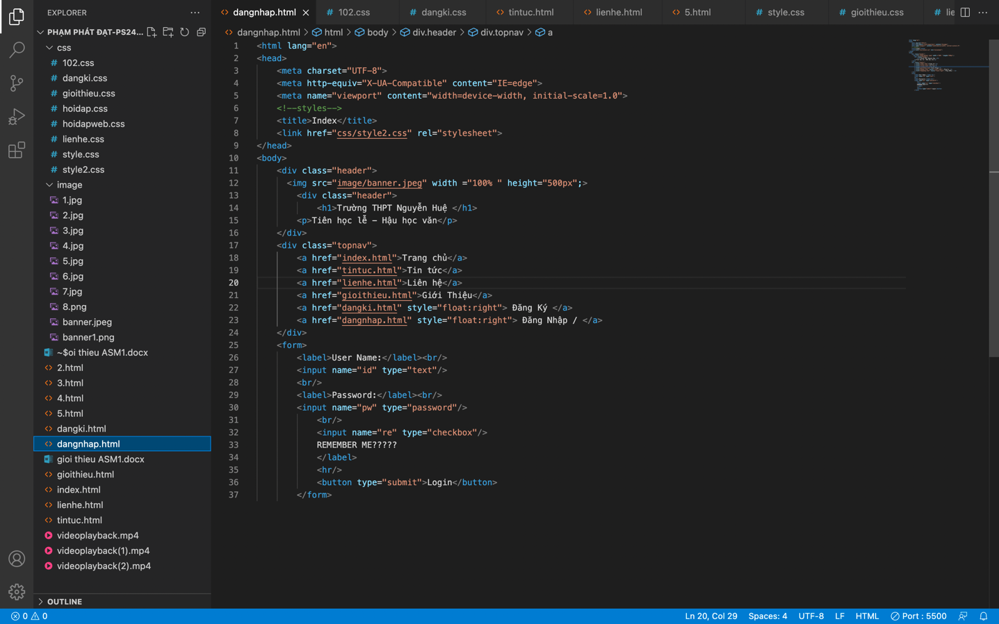 EXPLORER
PHẠM PHÁT ĐẠT-PS24...
css
102.css
dangki.css
gioithieu.css
hoidap.css
hoidapweb.css
lienhe.css
style.css
style2.css
image
1.jpg
2.jpg
3.jpg
4.jpg
5.jpg
6.jpg
7.jpg
8.png
banner.jpeg
banner1.png
~$oi thieu ASM1.docx
2.html
3.html
4.html
5.html
dangki.html
dangnhap.html
gioi thieu ASM1.docx
gioithieu.html
index.html
lienhe.html
tintuc.html
videoplayback.mp4
videoplayback(1).mp4
videoplayback(2).mp4
OUTLINE
dangnhap.html 102.css dangki.css tintuc.html lienhe.html 5.html style.css gioithieu.css lie
dangnhap.html > html > body > div.header > div.topnav > a
1 <html lang="en">
2 <head>
3 <meta charset="UTF-8">
4 <meta http-equiv="X-UA-Compatible" content="IE=edge">
5 <meta name="viewport" content="width=device-width, initial-scale=1.0">
6 <!--styles-->
7 <title>Index</title>
8 <link href="css/style2.css" rel="stylesheet">
9 </head>
10 <body>
11 <div class="header">
12 <img src="image/banner.jpeg" width ="100% " height="500px";>
13 <div class="header">
14 <h1>Trường THPT Nguyễn Huệ </h1>
15 <p>Tiên học lễ - Hậu học văn</p>
16 </div>
17 <div class="topnav">
18 <a href="index.html">Trang chủ</a>
19 <a href="tintuc.html">Tin tức</a>
20 <a href="lienhe.html">Liên hệ</a>
21 <a href="gioithieu.html">Giới Thiệu</a>
22 <a href="dangki.html" style="float:right"> Đăng Ký </a>
23 <a href="dangnhap.html" style="float:right"> Đăng Nhập / </a>
24 </div>
25 <form>
26 <label>User Name:</label><br/>
27 <input name="id" type="text"/>
28 <br/>
29 <label>Password:</label><br/>
30 <input name="pw" type="password"/>
31 <br/>
32 <input name="re" type="checkbox"/>
33 REMEMBER ME?????
34 </label>
35 <hr/>
36 <button type="submit">Login</button>
37 </form>
0 0 Ln 20, Col 29 Spaces: 4 UTF-8 LF HTML Port : 5500